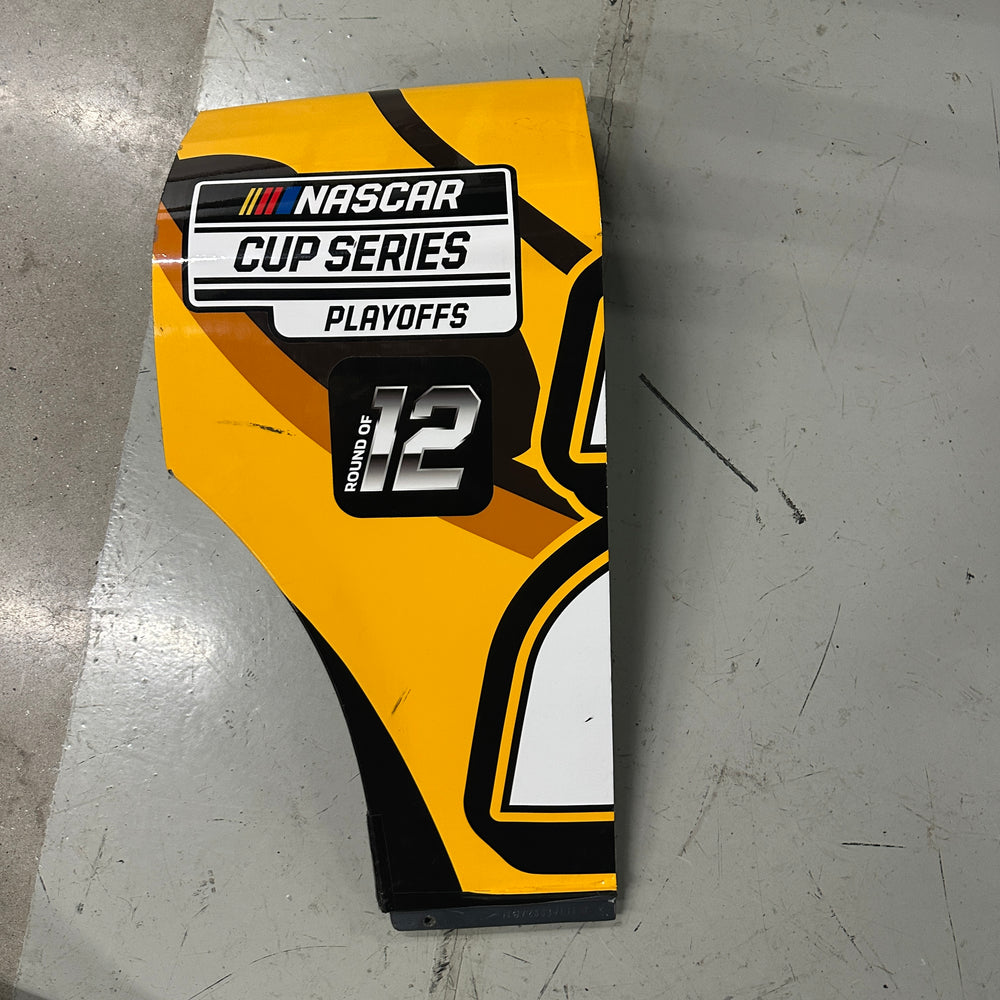 NASCAR
CUP SERIES
PLAYOFFS
ROUND OF 12